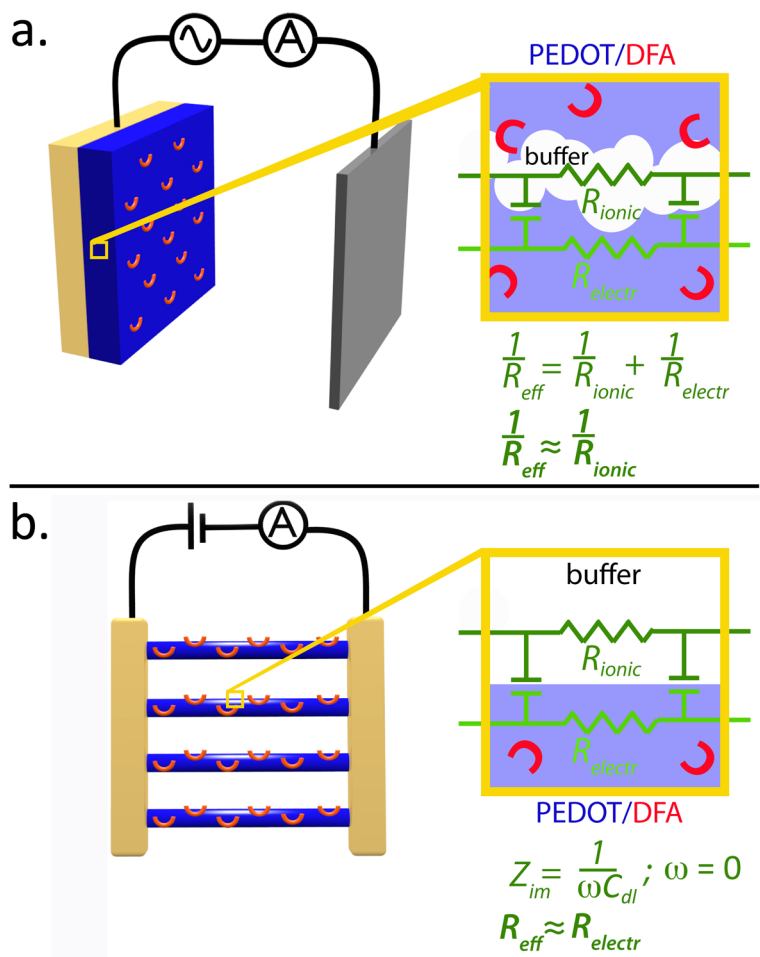 a.
A
PEDOT/DFA
buffer
R_ionic
R_electr
1/R_eff = 1/R_ionic + 1/R_electr
1/R_eff ≈ 1/R_ionic
b.
A
buffer
R_ionic
R_electr
PEDOT/DFA
Z_im = 1/ωC_dl ; ω = 0
R_eff ≈ R_electr